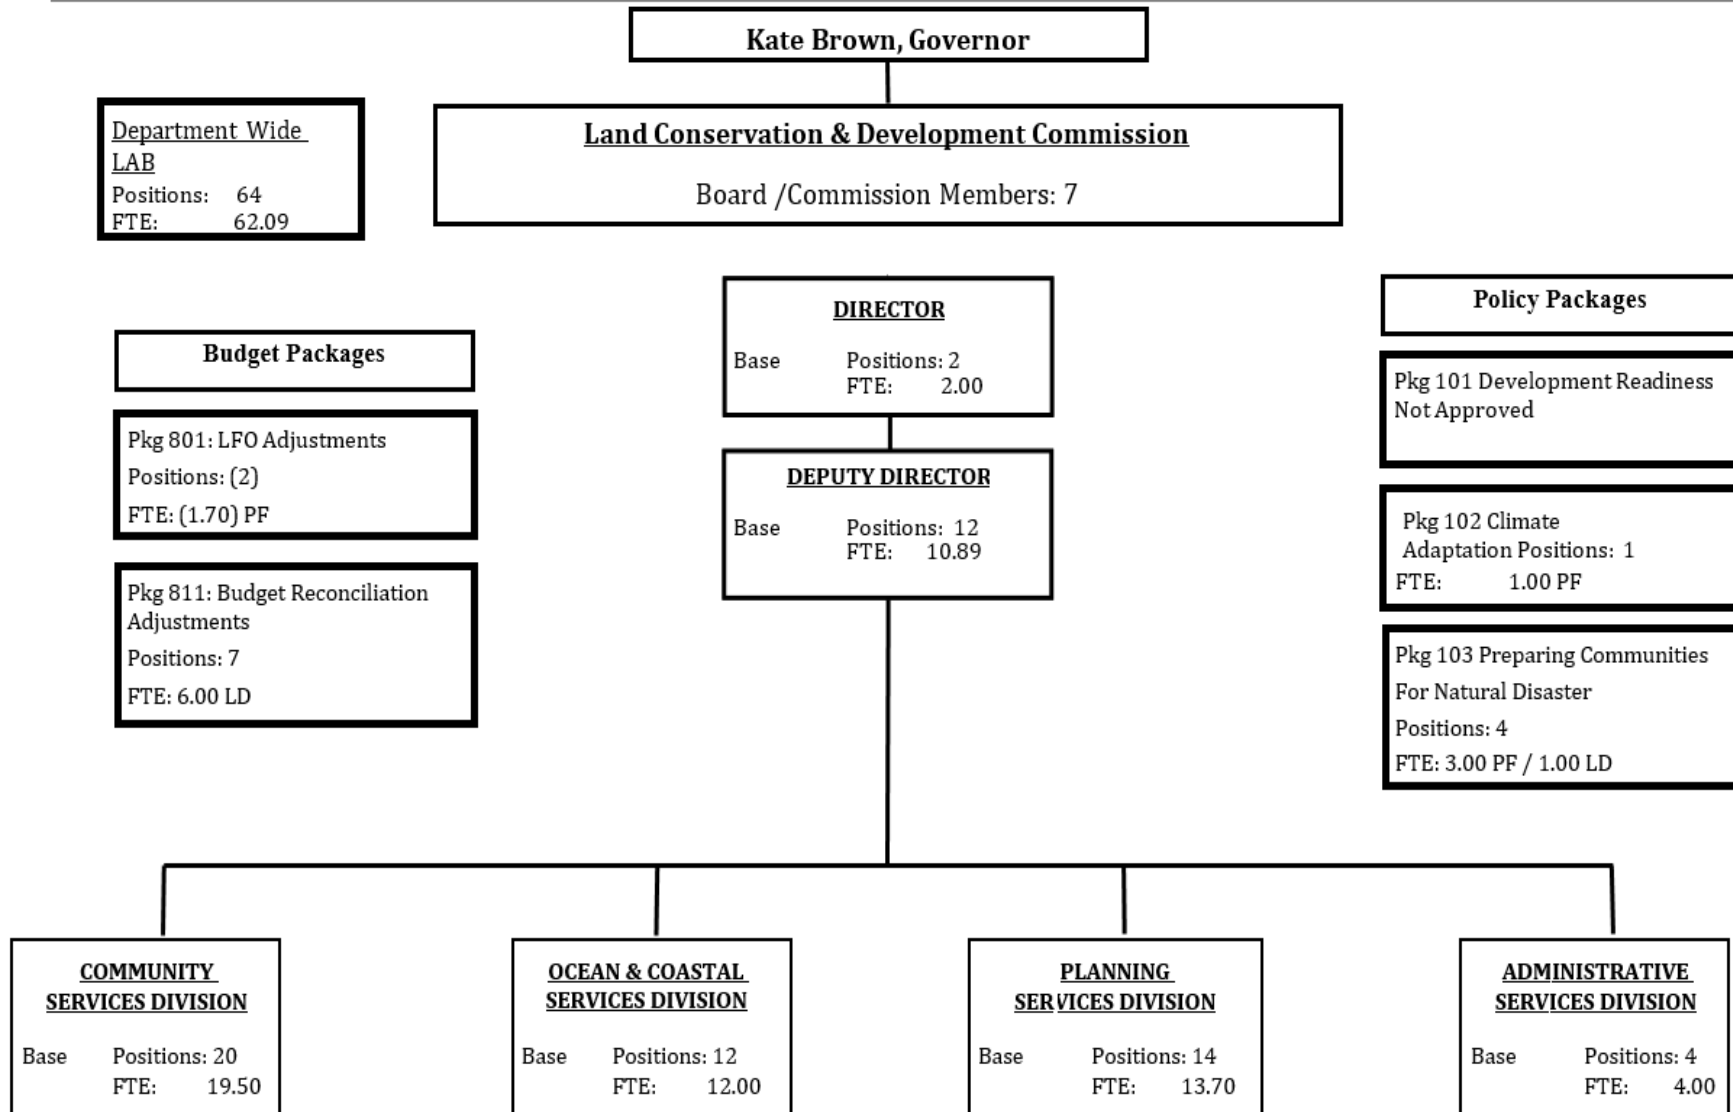 Kate Brown, Governor
Department Wide
LAB
Positions: 64
FTE: 62.09
Land Conservation & Development Commission
Board /Commission Members: 7
DIRECTOR
Base Positions: 2
FTE: 2.00
DEPUTY DIRECTOR
Base Positions: 12
FTE: 10.89
Budget Packages
Pkg 801: LFO Adjustments
Positions: (2)
FTE: (1.70) PF
Pkg 811: Budget Reconciliation
Adjustments
Positions: 7
FTE: 6.00 LD
Policy Packages
Pkg 101 Development Readiness
Not Approved
Pkg 102 Climate
Adaptation Positions: 1
FTE: 1.00 PF
Pkg 103 Preparing Communities
For Natural Disaster
Positions: 4
FTE: 3.00 PF / 1.00 LD
COMMUNITY
SERVICES DIVISION
Base Positions: 20
FTE: 19.50
OCEAN & COASTAL
SERVICES DIVISION
Base Positions: 12
FTE: 12.00
PLANNING
SERVICES DIVISION
Base Positions: 14
FTE: 13.70
ADMINISTRATIVE
SERVICES DIVISION
Base Positions: 4
FTE: 4.00